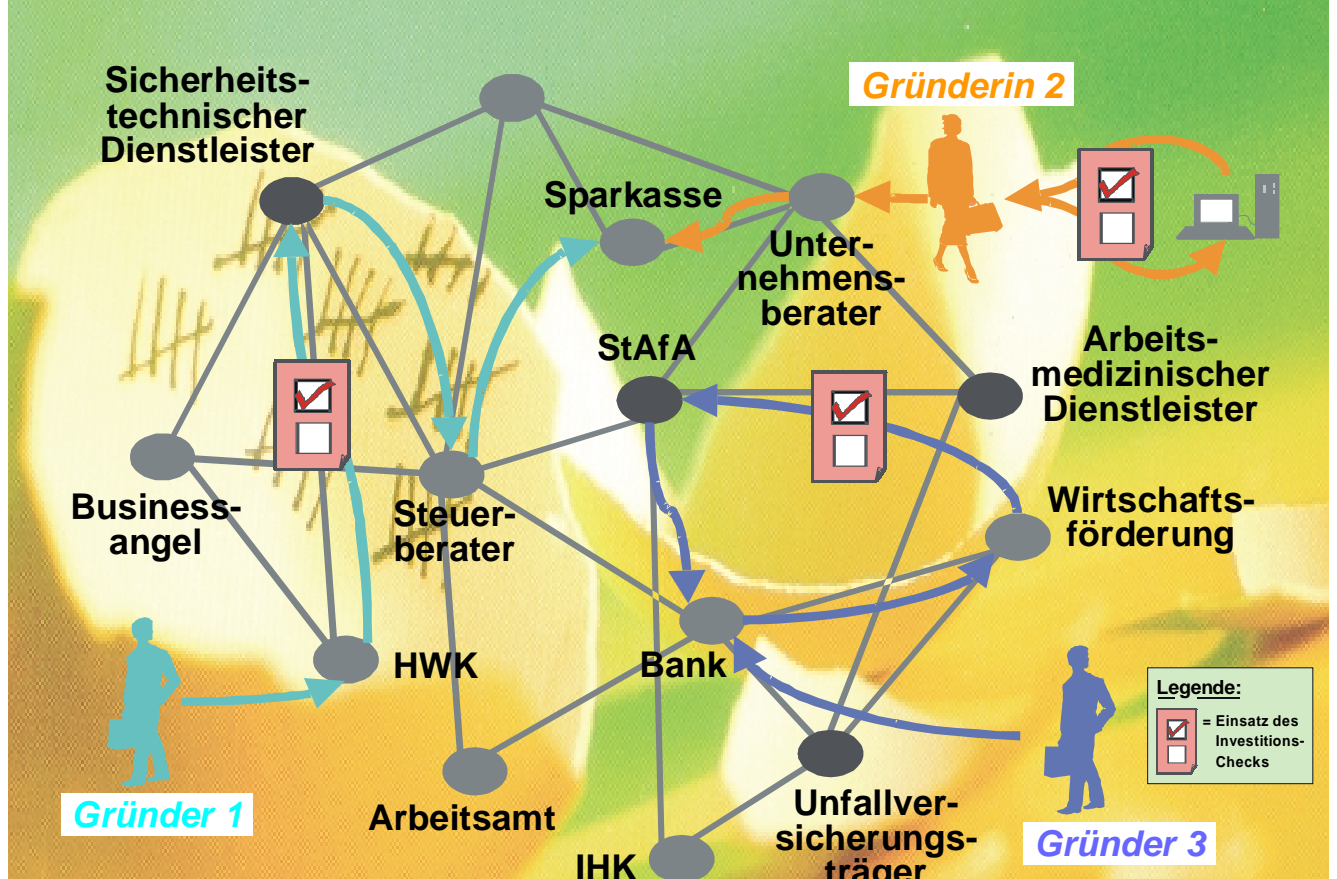 Sicherheits-
technischer
Dienstleister
Gründerin 2
Sparkasse
Unter-
nehmens-
berater
StAfA
Arbeits-
medizinischer
Dienstleister
Business-
angel
Steuer-
berater
Wirtschafts-
förderung
HWK
Bank
Legende:
= Einsatz des
Investitions-
Checks
Gründer 1
Arbeitsamt
Unfallver-
sicherungs-
träger
Gründer 3
IHK